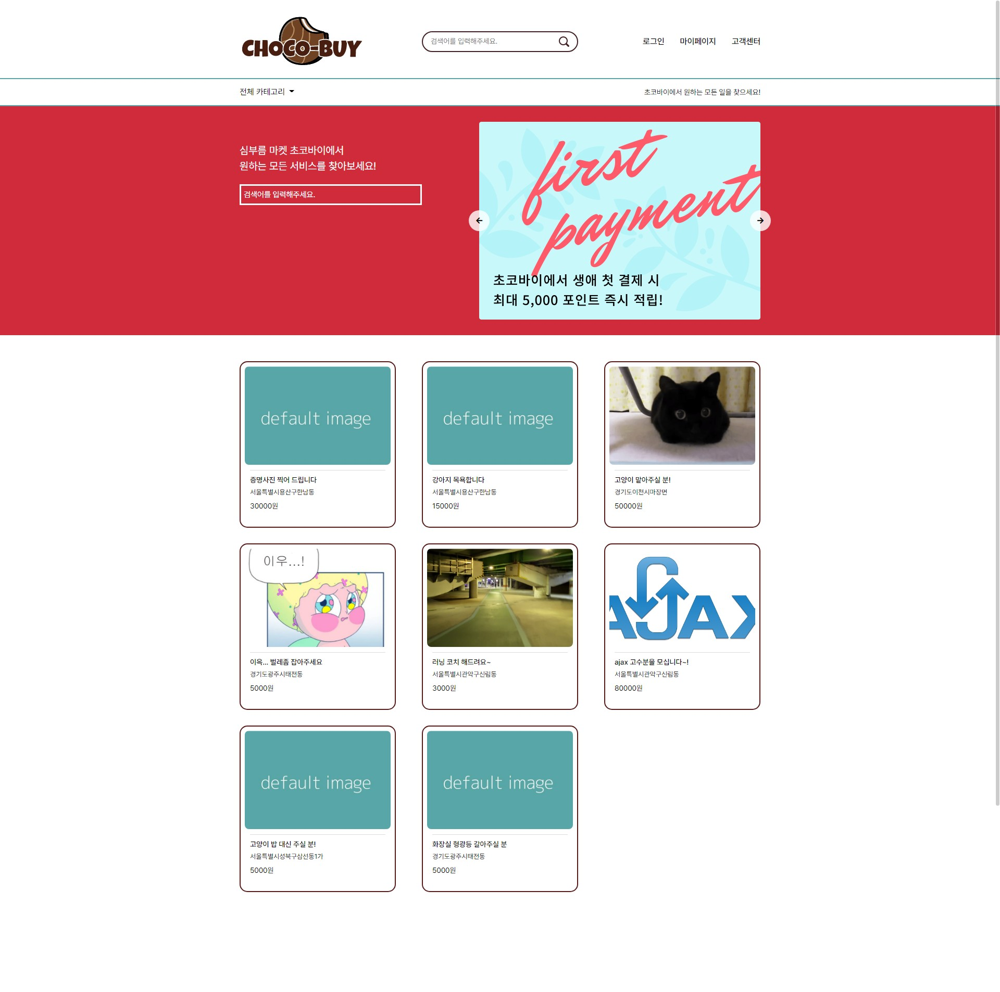 CHOCO-BUY
검색어를 입력해주세요.
로그인 마이페이지 고객센터
전체 카테고리
초코바이에서 원하는 모든 일을 찾으세요!
심부름 마켓 초코바이에서
원하는 모든 서비스를 찾아보세요!
검색어를 입력해주세요.
first
payment
초코바이에서 생애 첫 결제 시
최대 5,000 포인트 즉시 적립!
default image
증명사진 찍어 드립니다
서울특별시용산구한남동
30000원
default image
강아지 목욕합니다
서울특별시용산구한남동
15000원
고양이 맡아주실 분!
경기도이천시마장면
50000원
이우...!
이윽... 벌레좀 잡아주세요
경기도광주시태전동
5000원
러닝 코치 해드려요~
서울특별시관악구신림동
3000원
AJAX
ajax 고수분을 모십니다~!
서울특별시관악구신림동
80000원
default image
고양이 밥 대신 주실 분!
서울특별시성북구삼선동1가
5000원
default image
화장실 형광등 갈아주실 분
경기도광주시태전동
5000원